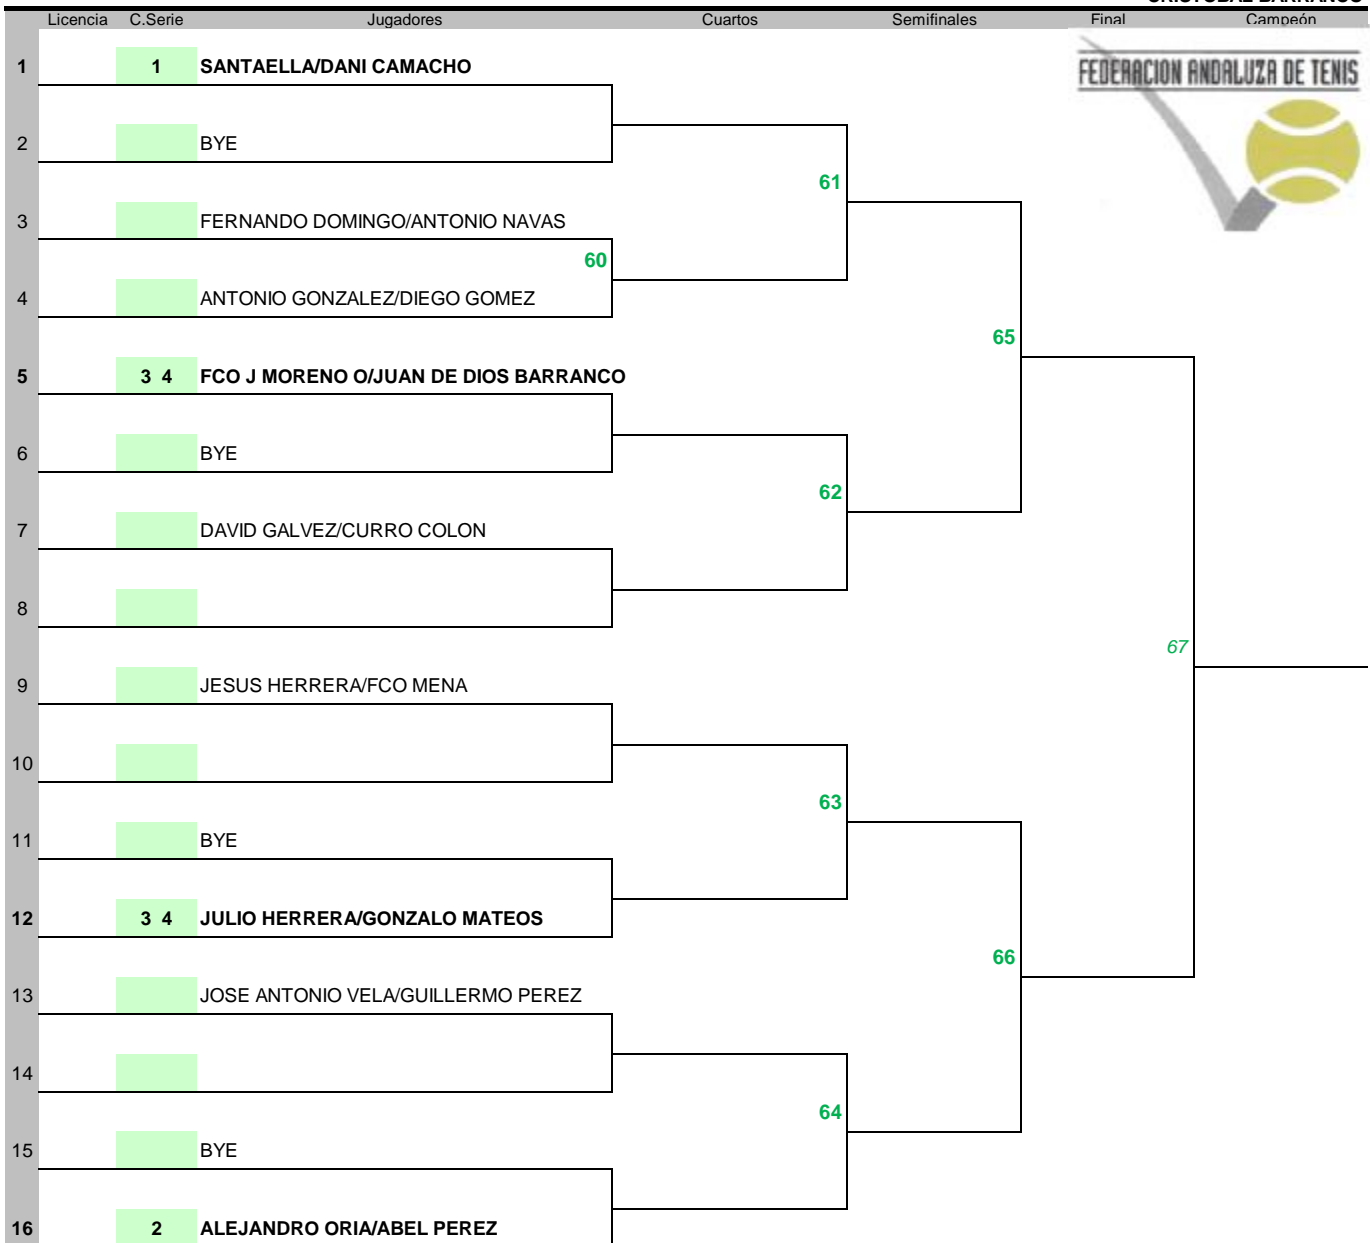 Licencia C.Serie Jugadores Cuartos Semifinales Final Campeón
FEDERACION ANDALUZA DE TENIS
1 1 SANTAELLA/DANI CAMACHO
2 BYE
61
3 FERNANDO DOMINGO/ANTONIO NAVAS
60
4 ANTONIO GONZALEZ/DIEGO GOMEZ
65
5 3 4 FCO J MORENO O/JUAN DE DIOS BARRANCO
6 BYE
62
7 DAVID GALVEZ/CURRO COLON
8
67
9 JESUS HERRERA/FCO MENA
10
63
11 BYE
12 3 4 JULIO HERRERA/GONZALO MATEOS
66
13 JOSE ANTONIO VELA/GUILLERMO PEREZ
14
64
15 BYE
16 2 ALEJANDRO ORIA/ABEL PEREZ